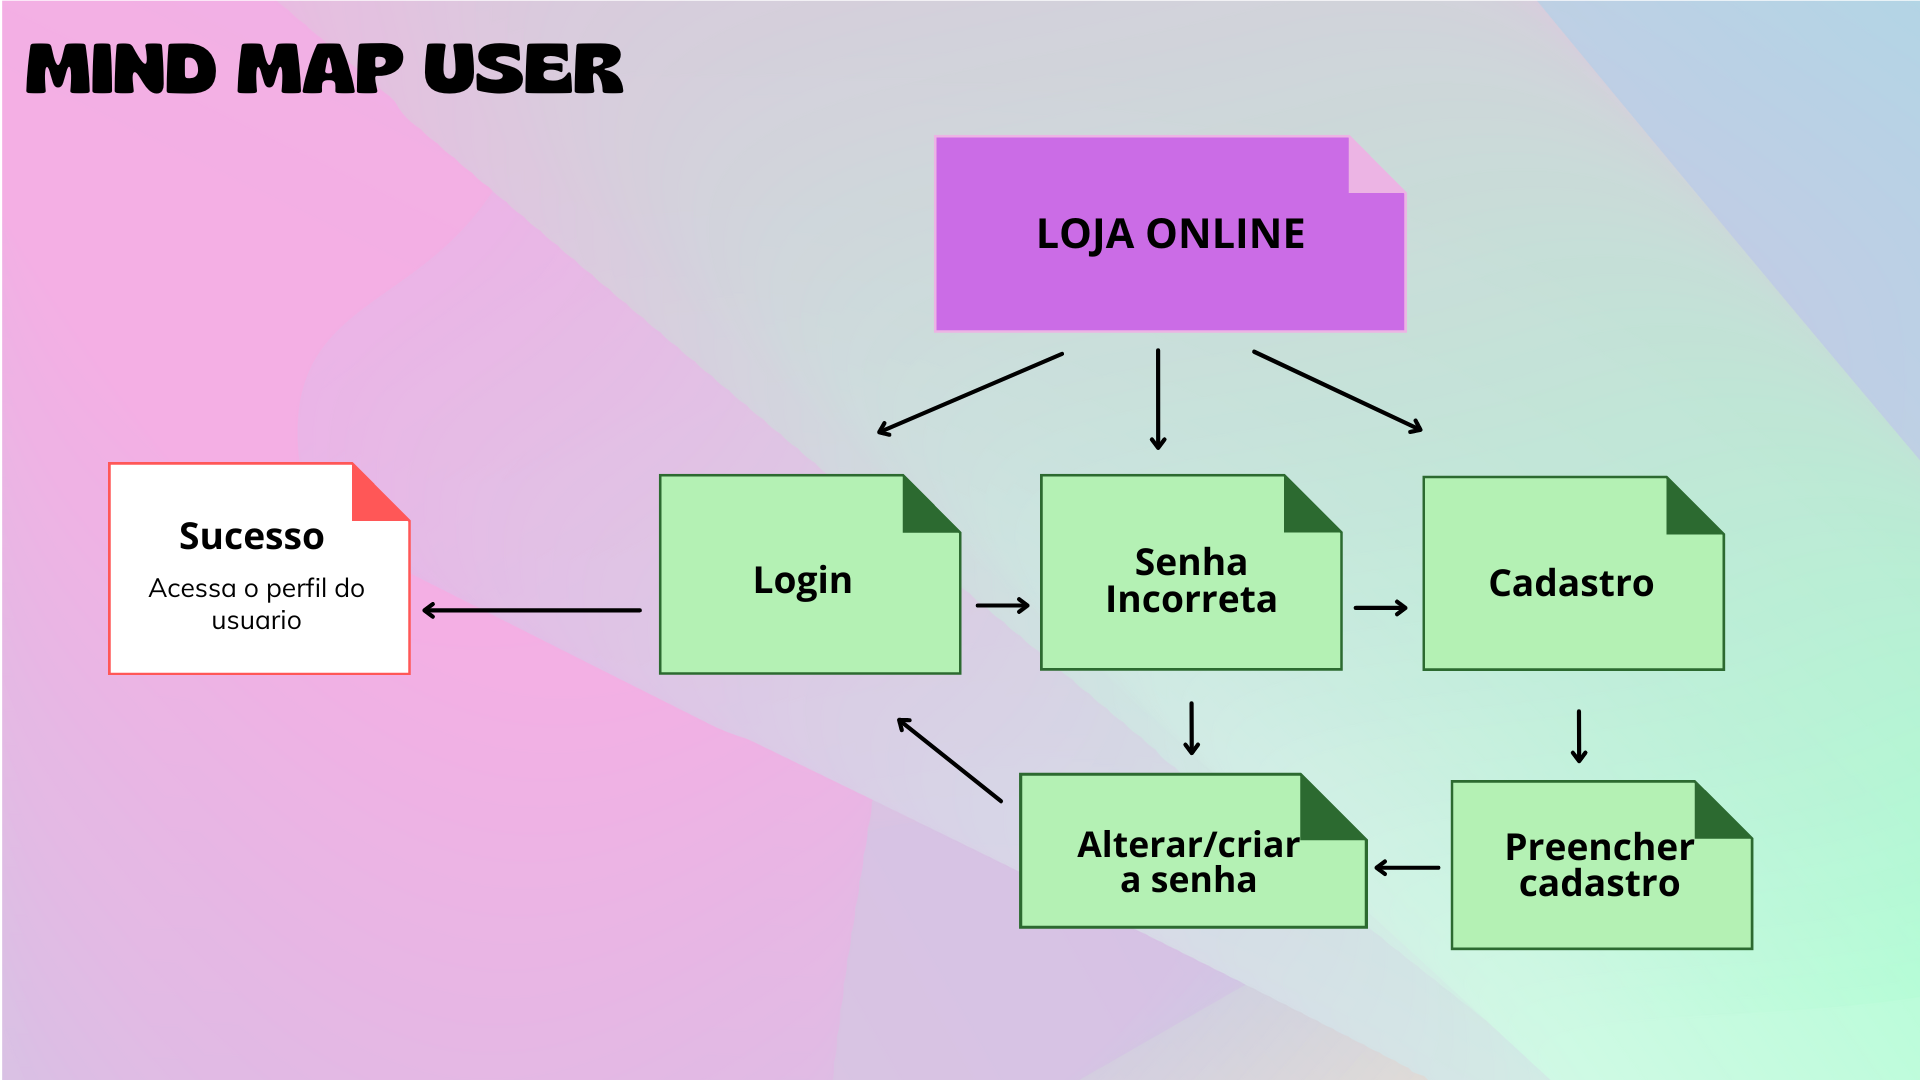 MIND MAP USER
LOJA ONLINE
Sucesso
Acessa o perfil do
usuario
Login
Senha
Incorreta
Cadastro
Alterar/criar
a senha
Preencher
cadastro